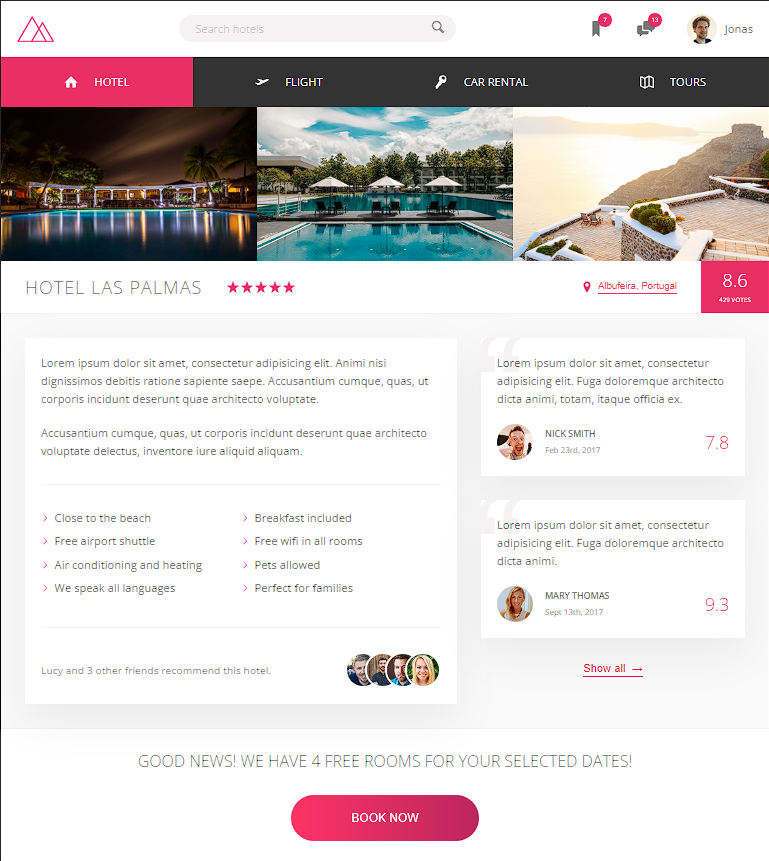 Search hotels
7
13
Jonas
HOTEL
FLIGHT
CAR RENTAL
TOURS
HOTEL LAS PALMAS
Albufeira, Portugal
8.6
429 VOTES
Lorem ipsum dolor sit amet, consectetur adipisicing elit. Animi nisi
dignissimos debitis ratione sapiente saepe. Accusantium cumque, quas, ut
corporis incidunt deserunt quae architecto voluptate.
Accusantium cumque, quas, ut corporis incidunt deserunt quae architecto
voluptate delectus, inventore iure aliquid aliquam.
Close to the beach
Free airport shuttle
Air conditioning and heating
We speak all languages
Breakfast included
Free wifi in all rooms
Pets allowed
Perfect for families
Lucy and 3 other friends recommend this hotel.
Lorem ipsum dolor sit amet, consectetur
adipisicing elit. Fuga doloremque architecto
dicta animi, totam, itaque officia ex.
NICK SMITH
Feb 23rd, 2017
7.8
Lorem ipsum dolor sit amet, consectetur
adipisicing elit. Fuga doloremque architecto
dicta animi.
MARY THOMAS
Sept 13th, 2017
9.3
Show all →
GOOD NEWS! WE HAVE 4 FREE ROOMS FOR YOUR SELECTED DATES!
BOOK NOW